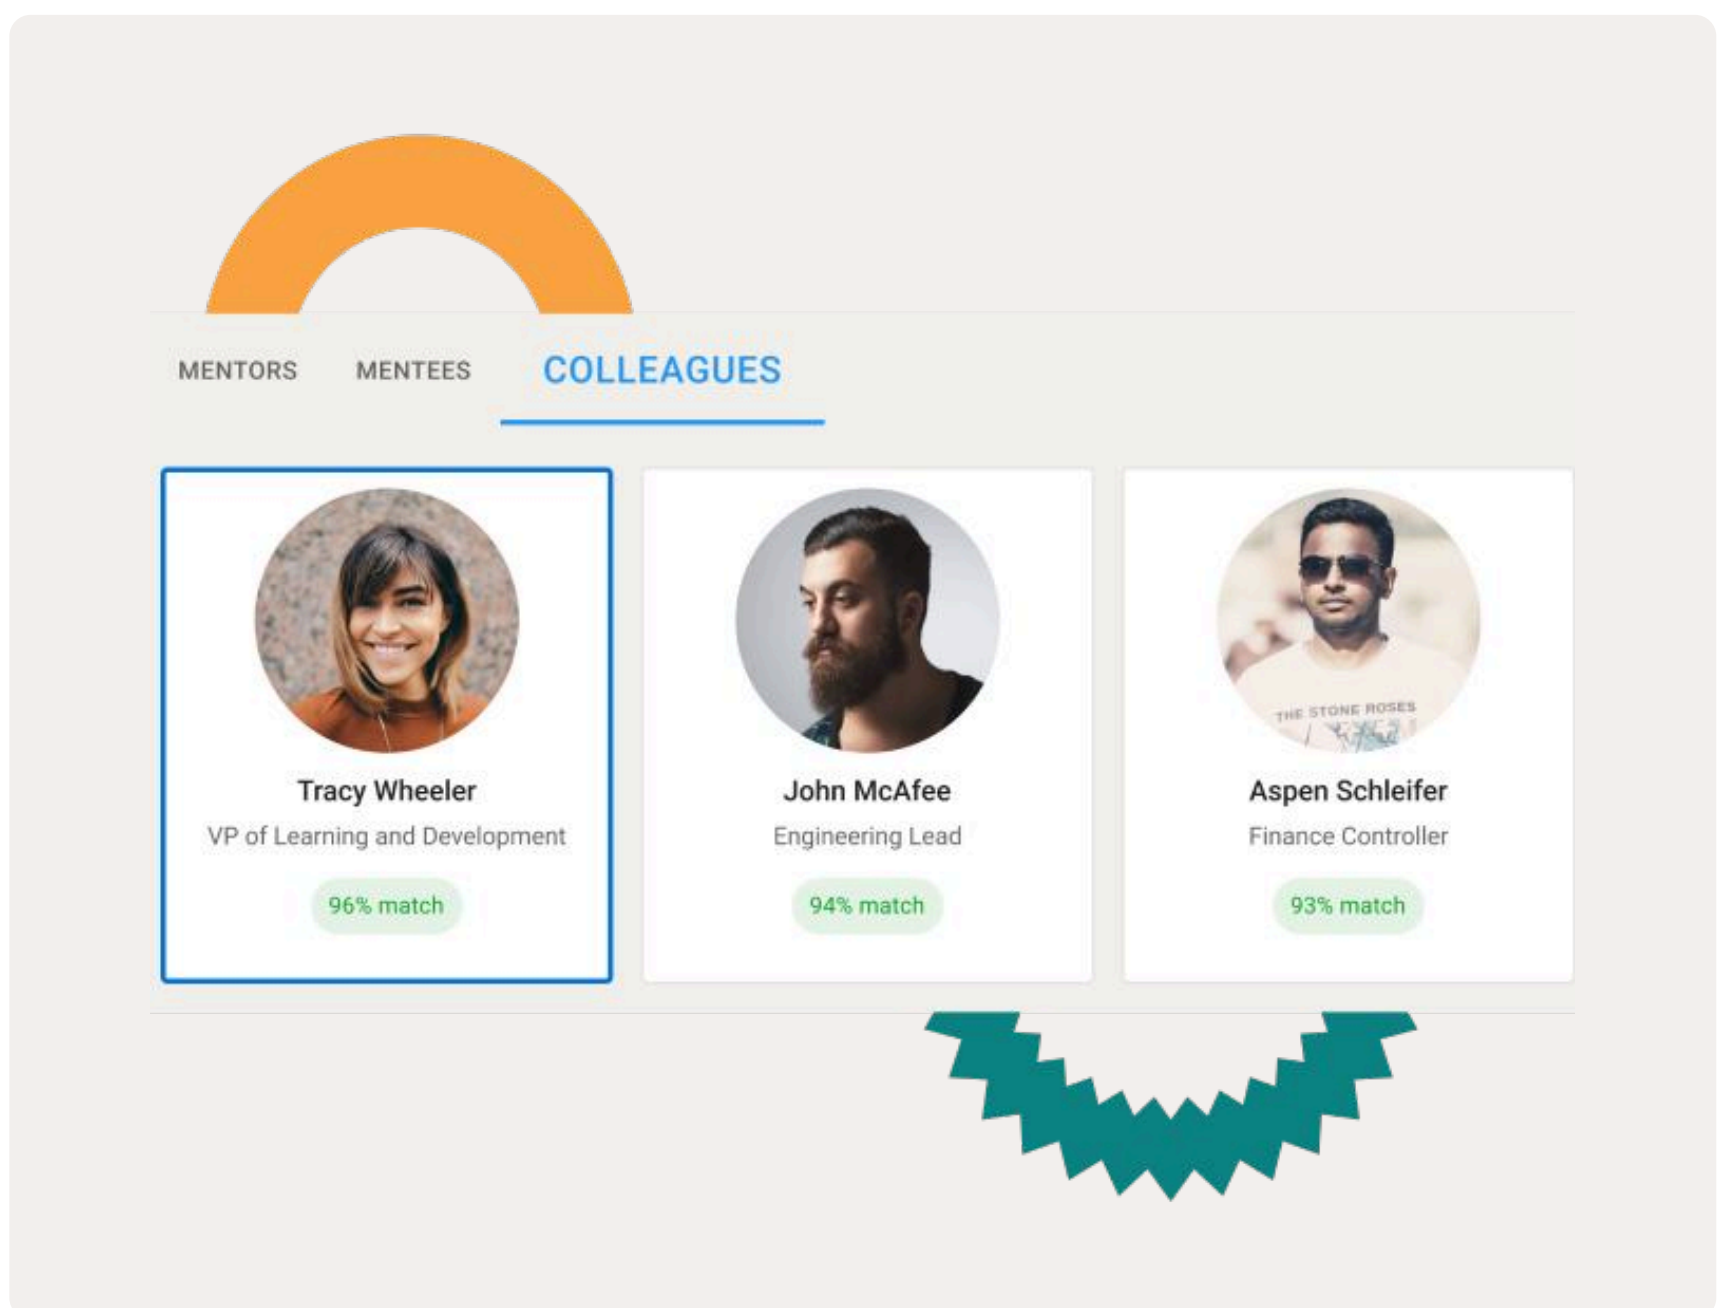 MENTORS MENTEES COLLEAGUES
THE STONE ROSES
Tracy Wheeler
VP of Learning and Development
96% match
John McAfee
Engineering Lead
94% match
Aspen Schleifer
Finance Controller
93% match